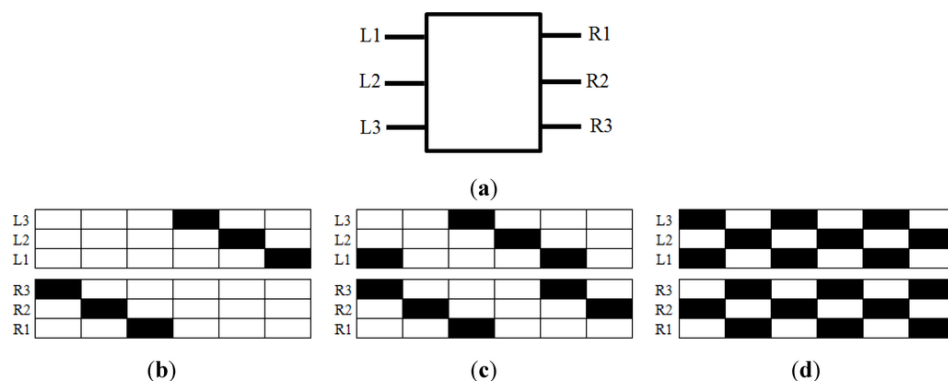 L1 R1
L2 R2
L3 R3
(a)
L3 L3 L3
L2 L2 L2
L1 L1 L1
R3 R3 R3
R2 R2 R2
R1 R1 R1
(b) (c) (d)